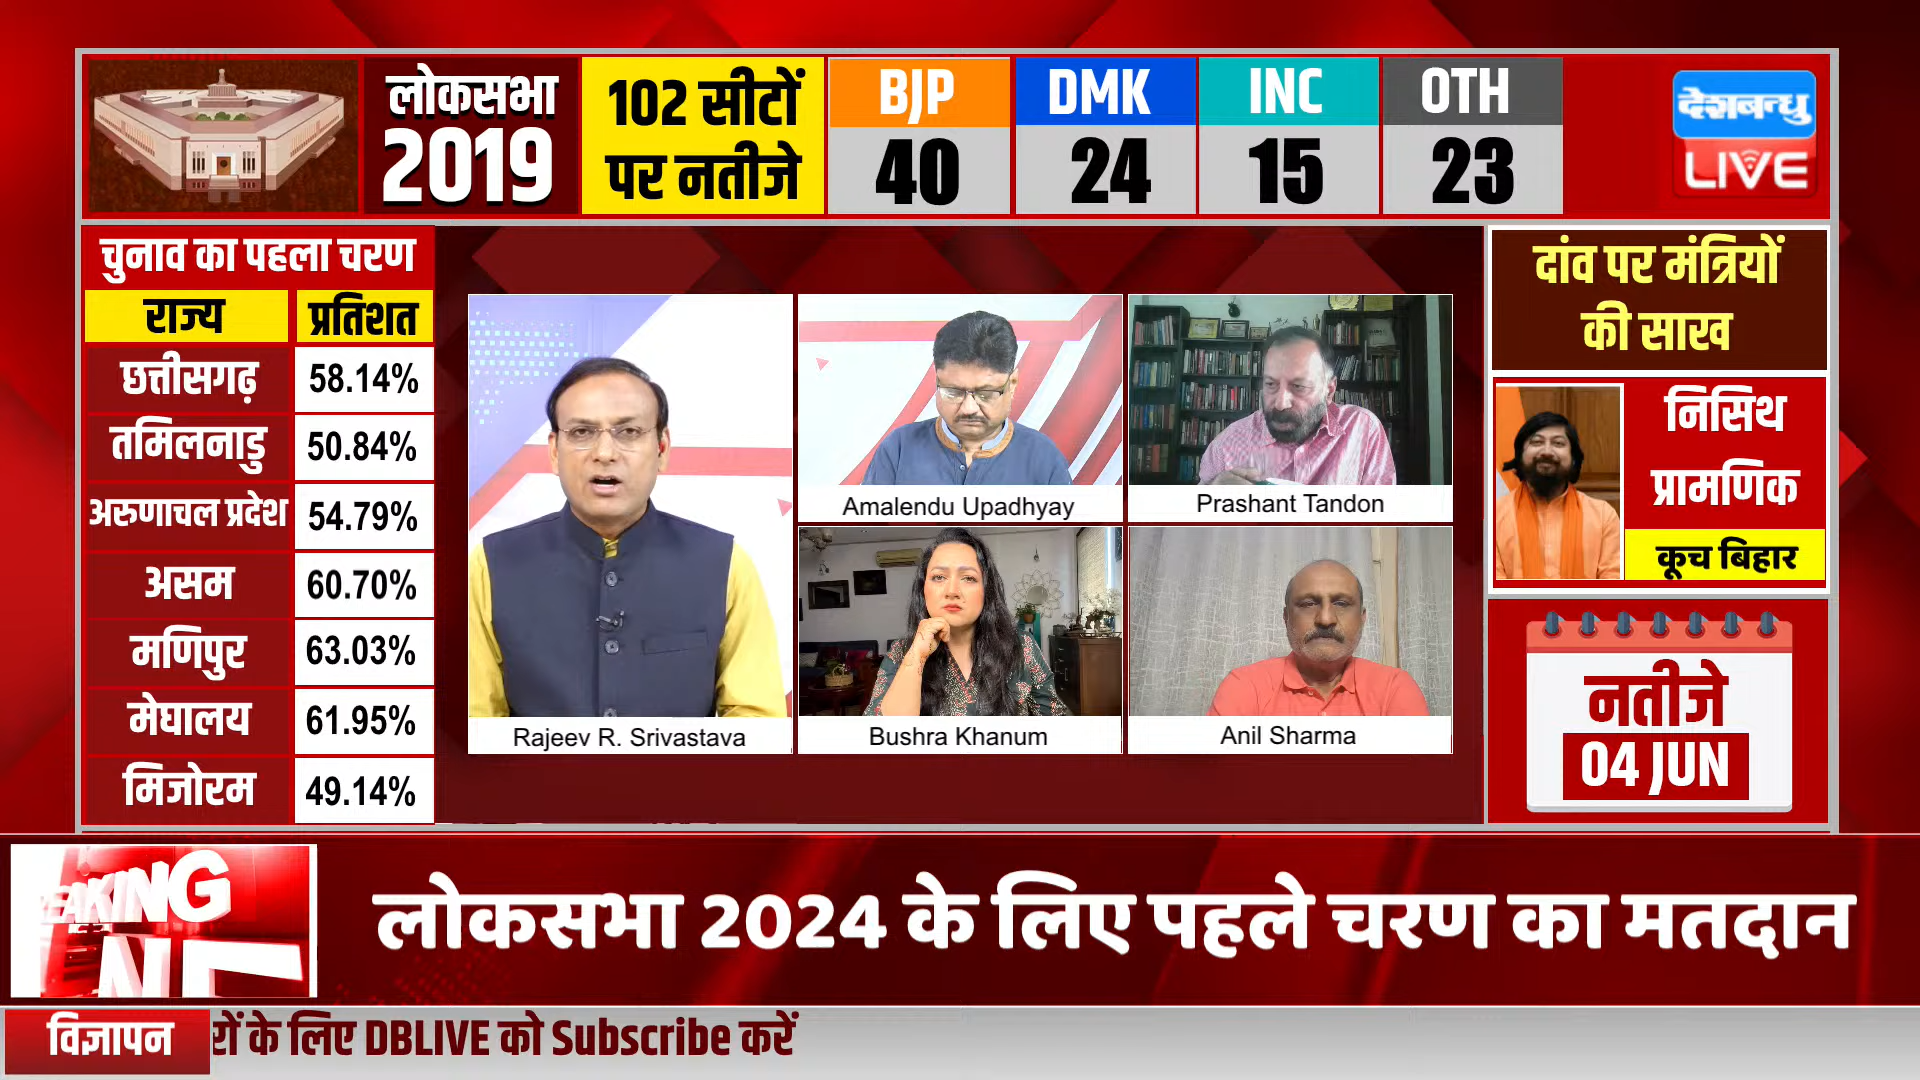 लोकसभा
2019
102 सीटों
पर नतीजे
BJP
40
DMK
24
INC
15
OTH
23
देशबन्धु
LIVE
चुनाव का पहला चरण
राज्य प्रतिशत
छत्तीसगढ़ 58.14%
तमिलनाडु 50.84%
अरुणाचल प्रदेश 54.79%
असम 60.70%
मणिपुर 63.03%
मेघालय 61.95%
मिजोरम 49.14%
Rajeev R. Srivastava
Amalendu Upadhyay
Prashant Tandon
Bushra Khanum
Anil Sharma
दांव पर मंत्रियों
की साख
निसिथ
प्रामणिक
कूच बिहार
नतीजे
04 JUN
लोकसभा 2024 के लिए पहले चरण का मतदान
विज्ञापन
के लिए DBLIVE को Subscribe करें